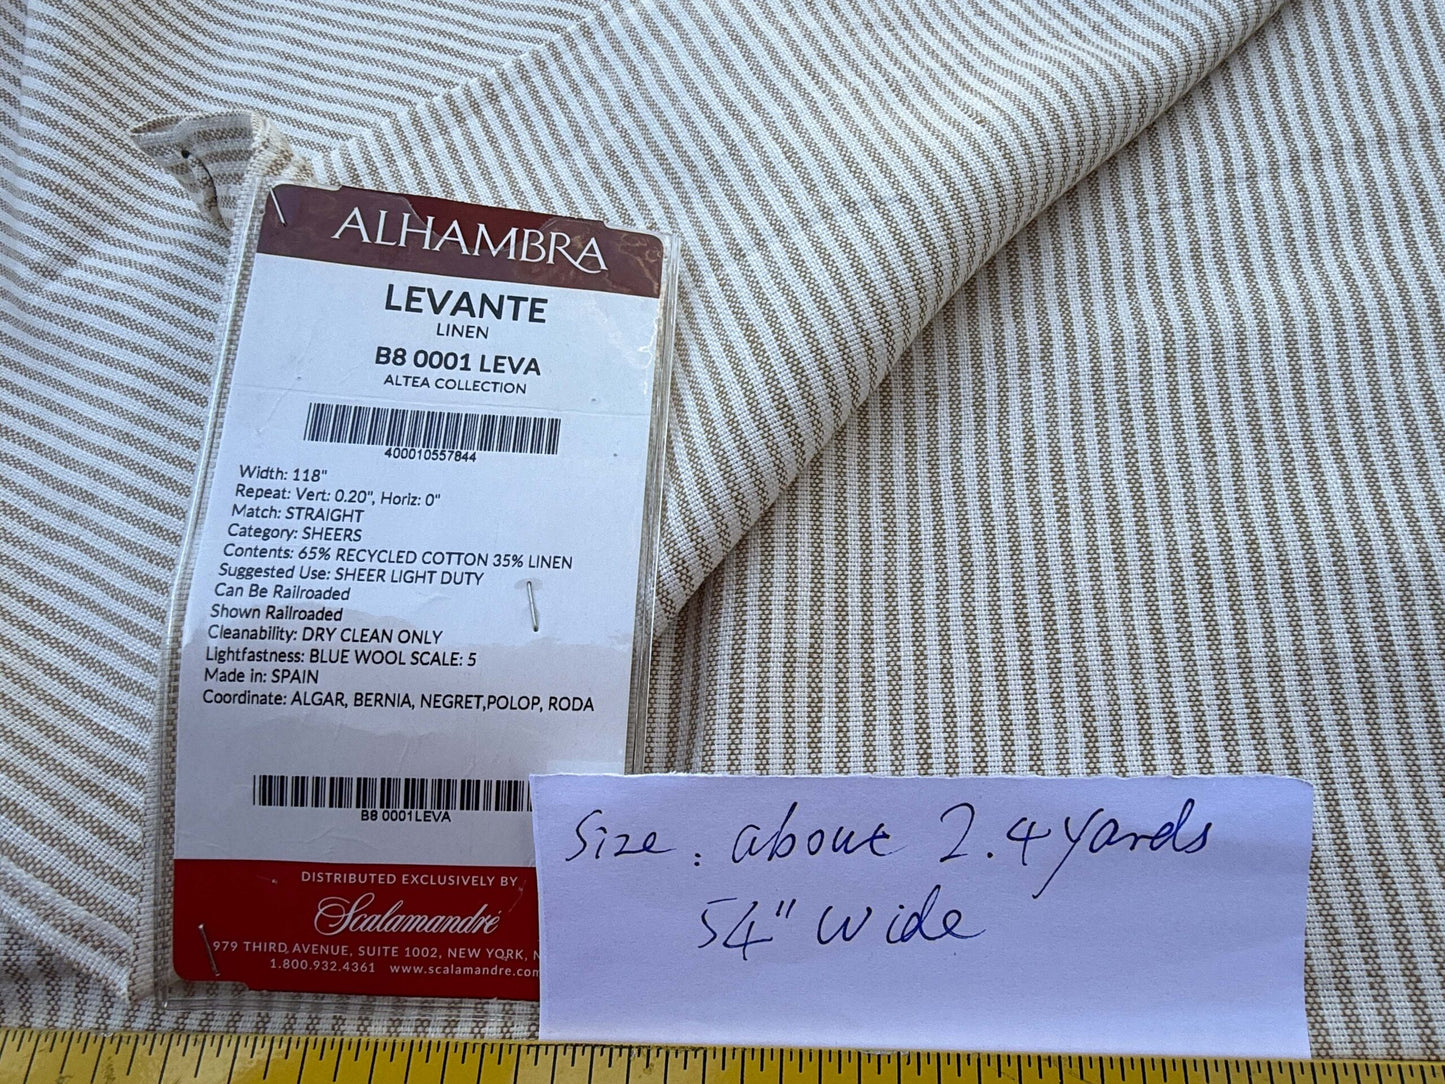 ALHAMBRA
LEVANTE
LINEN
B8 0001 LEVA
ALTEA COLLECTION
400010557844
Width: 118"
Repeat: Vert: 0.20", Horiz: 0"
Match: STRAIGHT
Category: SHEERS
Contents: 65% RECYCLED COTTON 35% LINEN
Suggested Use: SHEER LIGHT DUTY
Can Be Railroaded
Shown Railroaded
Cleanability: DRY CLEAN ONLY
Lightfastness: BLUE WOOL SCALE: 5
Made in: SPAIN
Coordinate: ALGAR, BERNIA, NEGRET,POLOP, RODA
B8 0001LEVA
DISTRIBUTED EXCLUSIVELY BY
Scalamandré
979 THIRD AVENUE, SUITE 1002, NEW YORK,
1.800.932.4361 www.scalamandre.com
Size: about 2.4 yards
54" wide